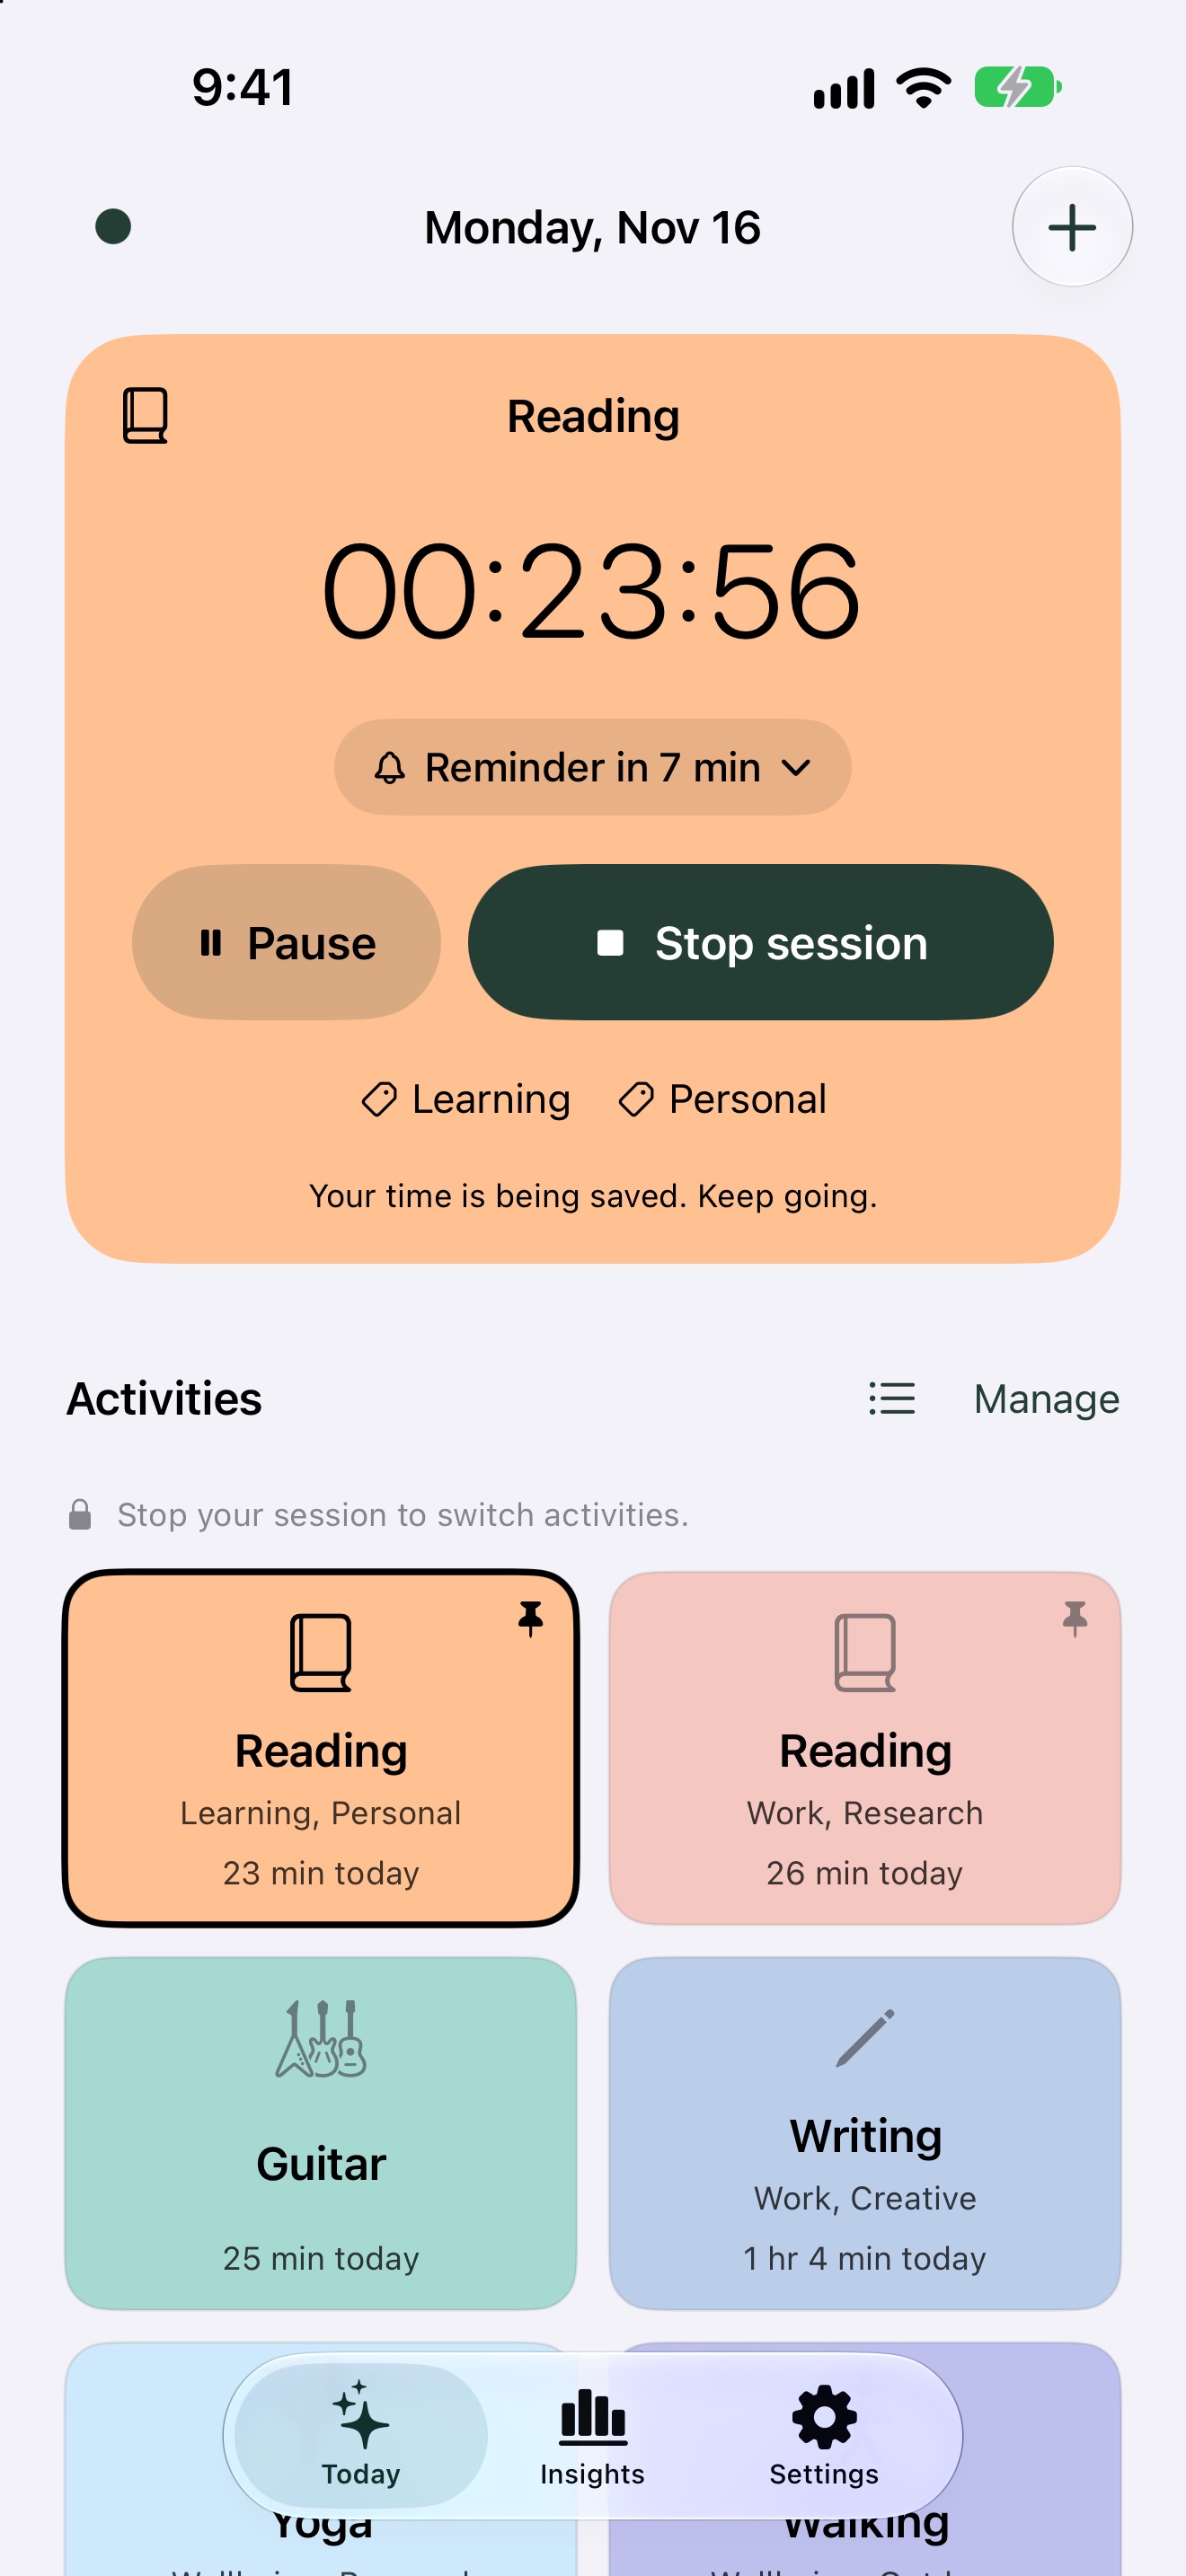 9:41
Monday, Nov 16
Reading
00:23:56
Reminder in 7 min
Pause
Stop session
Learning
Personal
Your time is being saved. Keep going.
Activities
Manage
Stop your session to switch activities.
Reading
Learning, Personal
23 min today
Reading
Work, Research
26 min today
Guitar
25 min today
Writing
Work, Creative
1 hr 4 min today
Today
Insights
Settings
Yoga
Walking